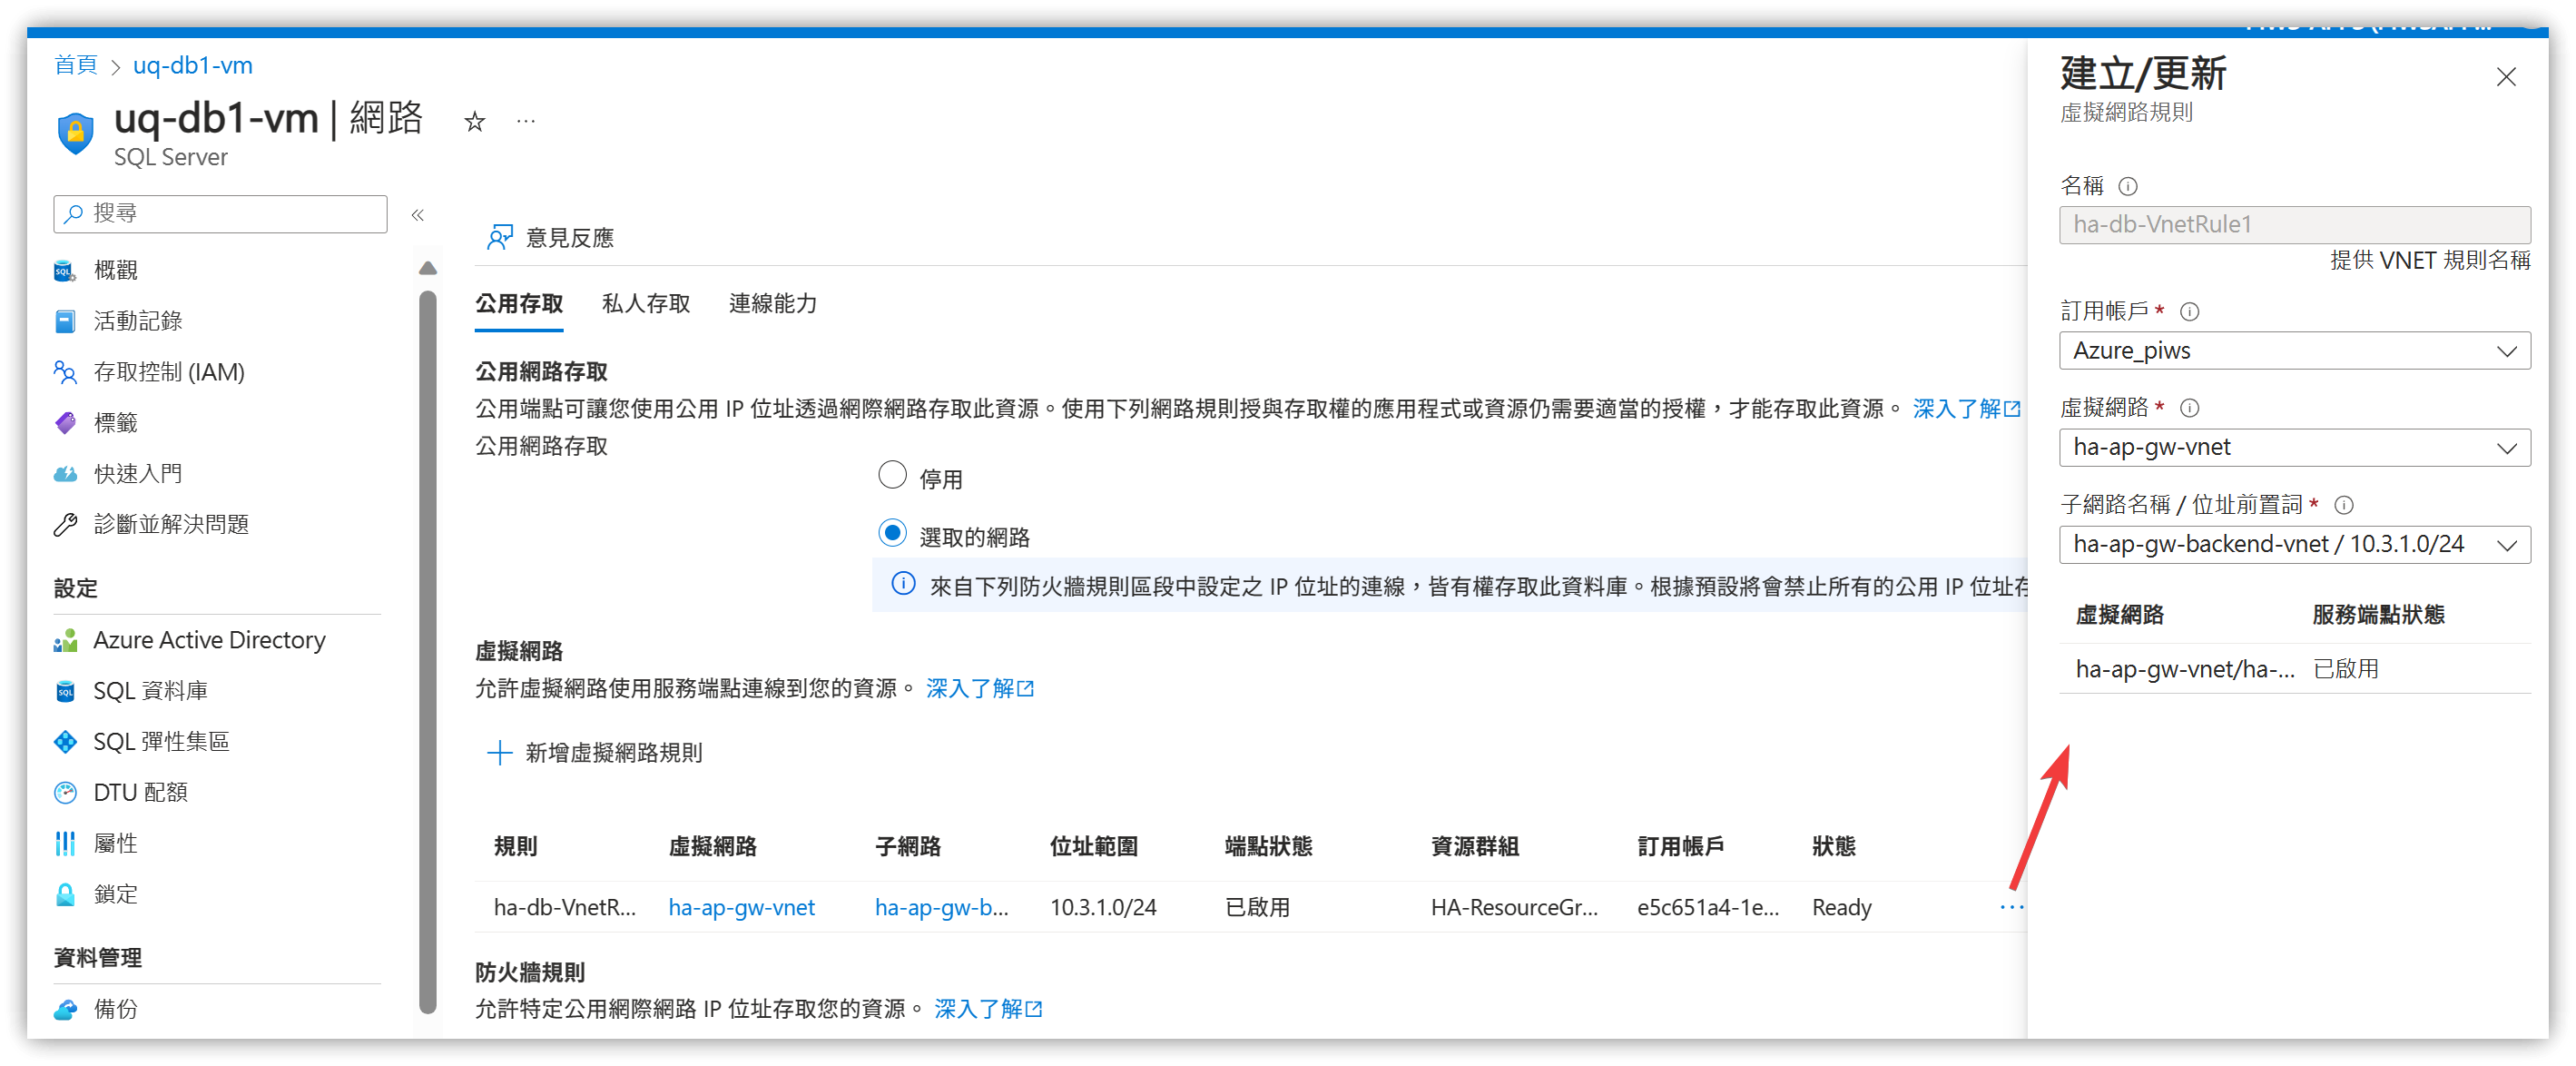 首頁 > uq-db1-vm
uq-db1-vm | 網路 ☆ ...
SQL Server
搜尋 «
概觀
活動記錄
存取控制 (IAM)
標籤
快速入門
診斷並解決問題
設定
Azure Active Directory
SQL 資料庫
SQL 彈性集區
DTU 配額
屬性
鎖定
資料管理
備份
意見反應
公用存取 私人存取 連線能力
公用網路存取
公用端點可讓您使用公用 IP 位址透過網際網路存取此資源。使用下列網路規則授與存取權的應用程式或資源仍需要適當的授權，才能存取此資源。 深入了解
公用網路存取
停用
選取的網路
來自下列防火牆規則區段中設定之 IP 位址的連線，皆有權存取此資料庫。根據預設將會禁止所有的公用 IP 位址存
虛擬網路
允許虛擬網路使用服務端點連線到您的資源。 深入了解
+ 新增虛擬網路規則
規則 虛擬網路 子網路 位址範圍 端點狀態 資源群組 訂用帳戶 狀態
ha-db-VnetR... ha-ap-gw-vnet ha-ap-gw-b... 10.3.1.0/24 已啟用 HA-ResourceGr... e5c651a4-1e... Ready ...
防火牆規則
允許特定公用網際網路 IP 位址存取您的資源。 深入了解
建立/更新
虛擬網路規則
名稱
ha-db-VnetRule1
提供 VNET 規則名稱
訂用帳戶 *
Azure_piws
虛擬網路 *
ha-ap-gw-vnet
子網路名稱 / 位址前置詞 *
ha-ap-gw-backend-vnet / 10.3.1.0/24
虛擬網路 服務端點狀態
ha-ap-gw-vnet/ha-... 已啟用